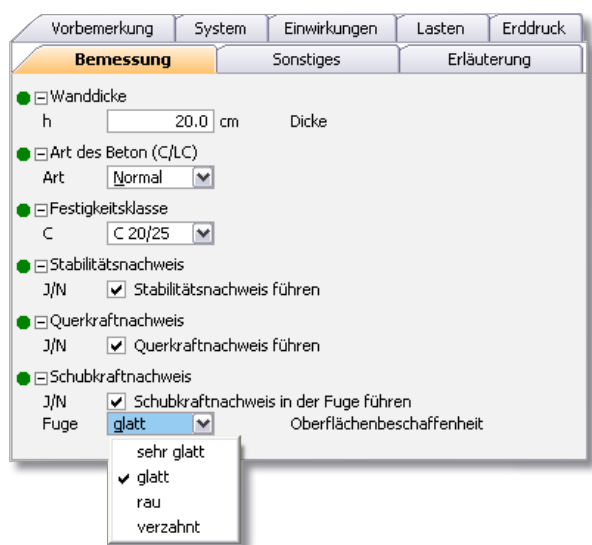 Vorbemerkung System Einwirkungen Lasten Erddruck
Bemessung Sonstiges Erläuterung
Wanddicke
h 20.0 cm Dicke
Art des Beton (C/LC)
Art Normal
Festigkeitsklasse
C C 20/25
Stabilitätsnachweis
J/N Stabilitätsnachweis führen
Querkraftnachweis
J/N Querkraftnachweis führen
Schubkraftnachweis
J/N Schubkraftnachweis in der Fuge führen
Fuge glatt Oberflächenbeschaffenheit
sehr glatt
glatt
rau
verzahnt